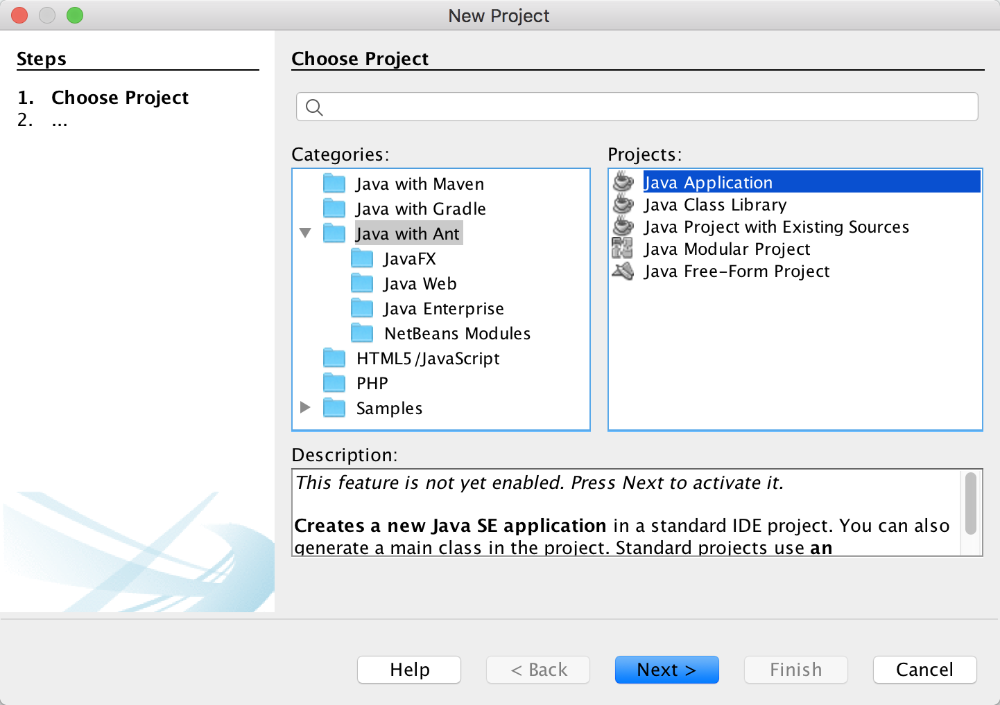 New Project
Steps
1. Choose Project
2. ...
Choose Project
Categories:
Java with Maven
Java with Gradle
Java with Ant
JavaFX
Java Web
Java Enterprise
NetBeans Modules
HTML5/JavaScript
PHP
Samples
Projects:
Java Application
Java Class Library
Java Project with Existing Sources
Java Modular Project
Java Free-Form Project
Description:
This feature is not yet enabled. Press Next to activate it.
Creates a new Java SE application in a standard IDE project. You can also
generate a main class in the project. Standard projects use an
Help
< Back
Next >
Finish
Cancel